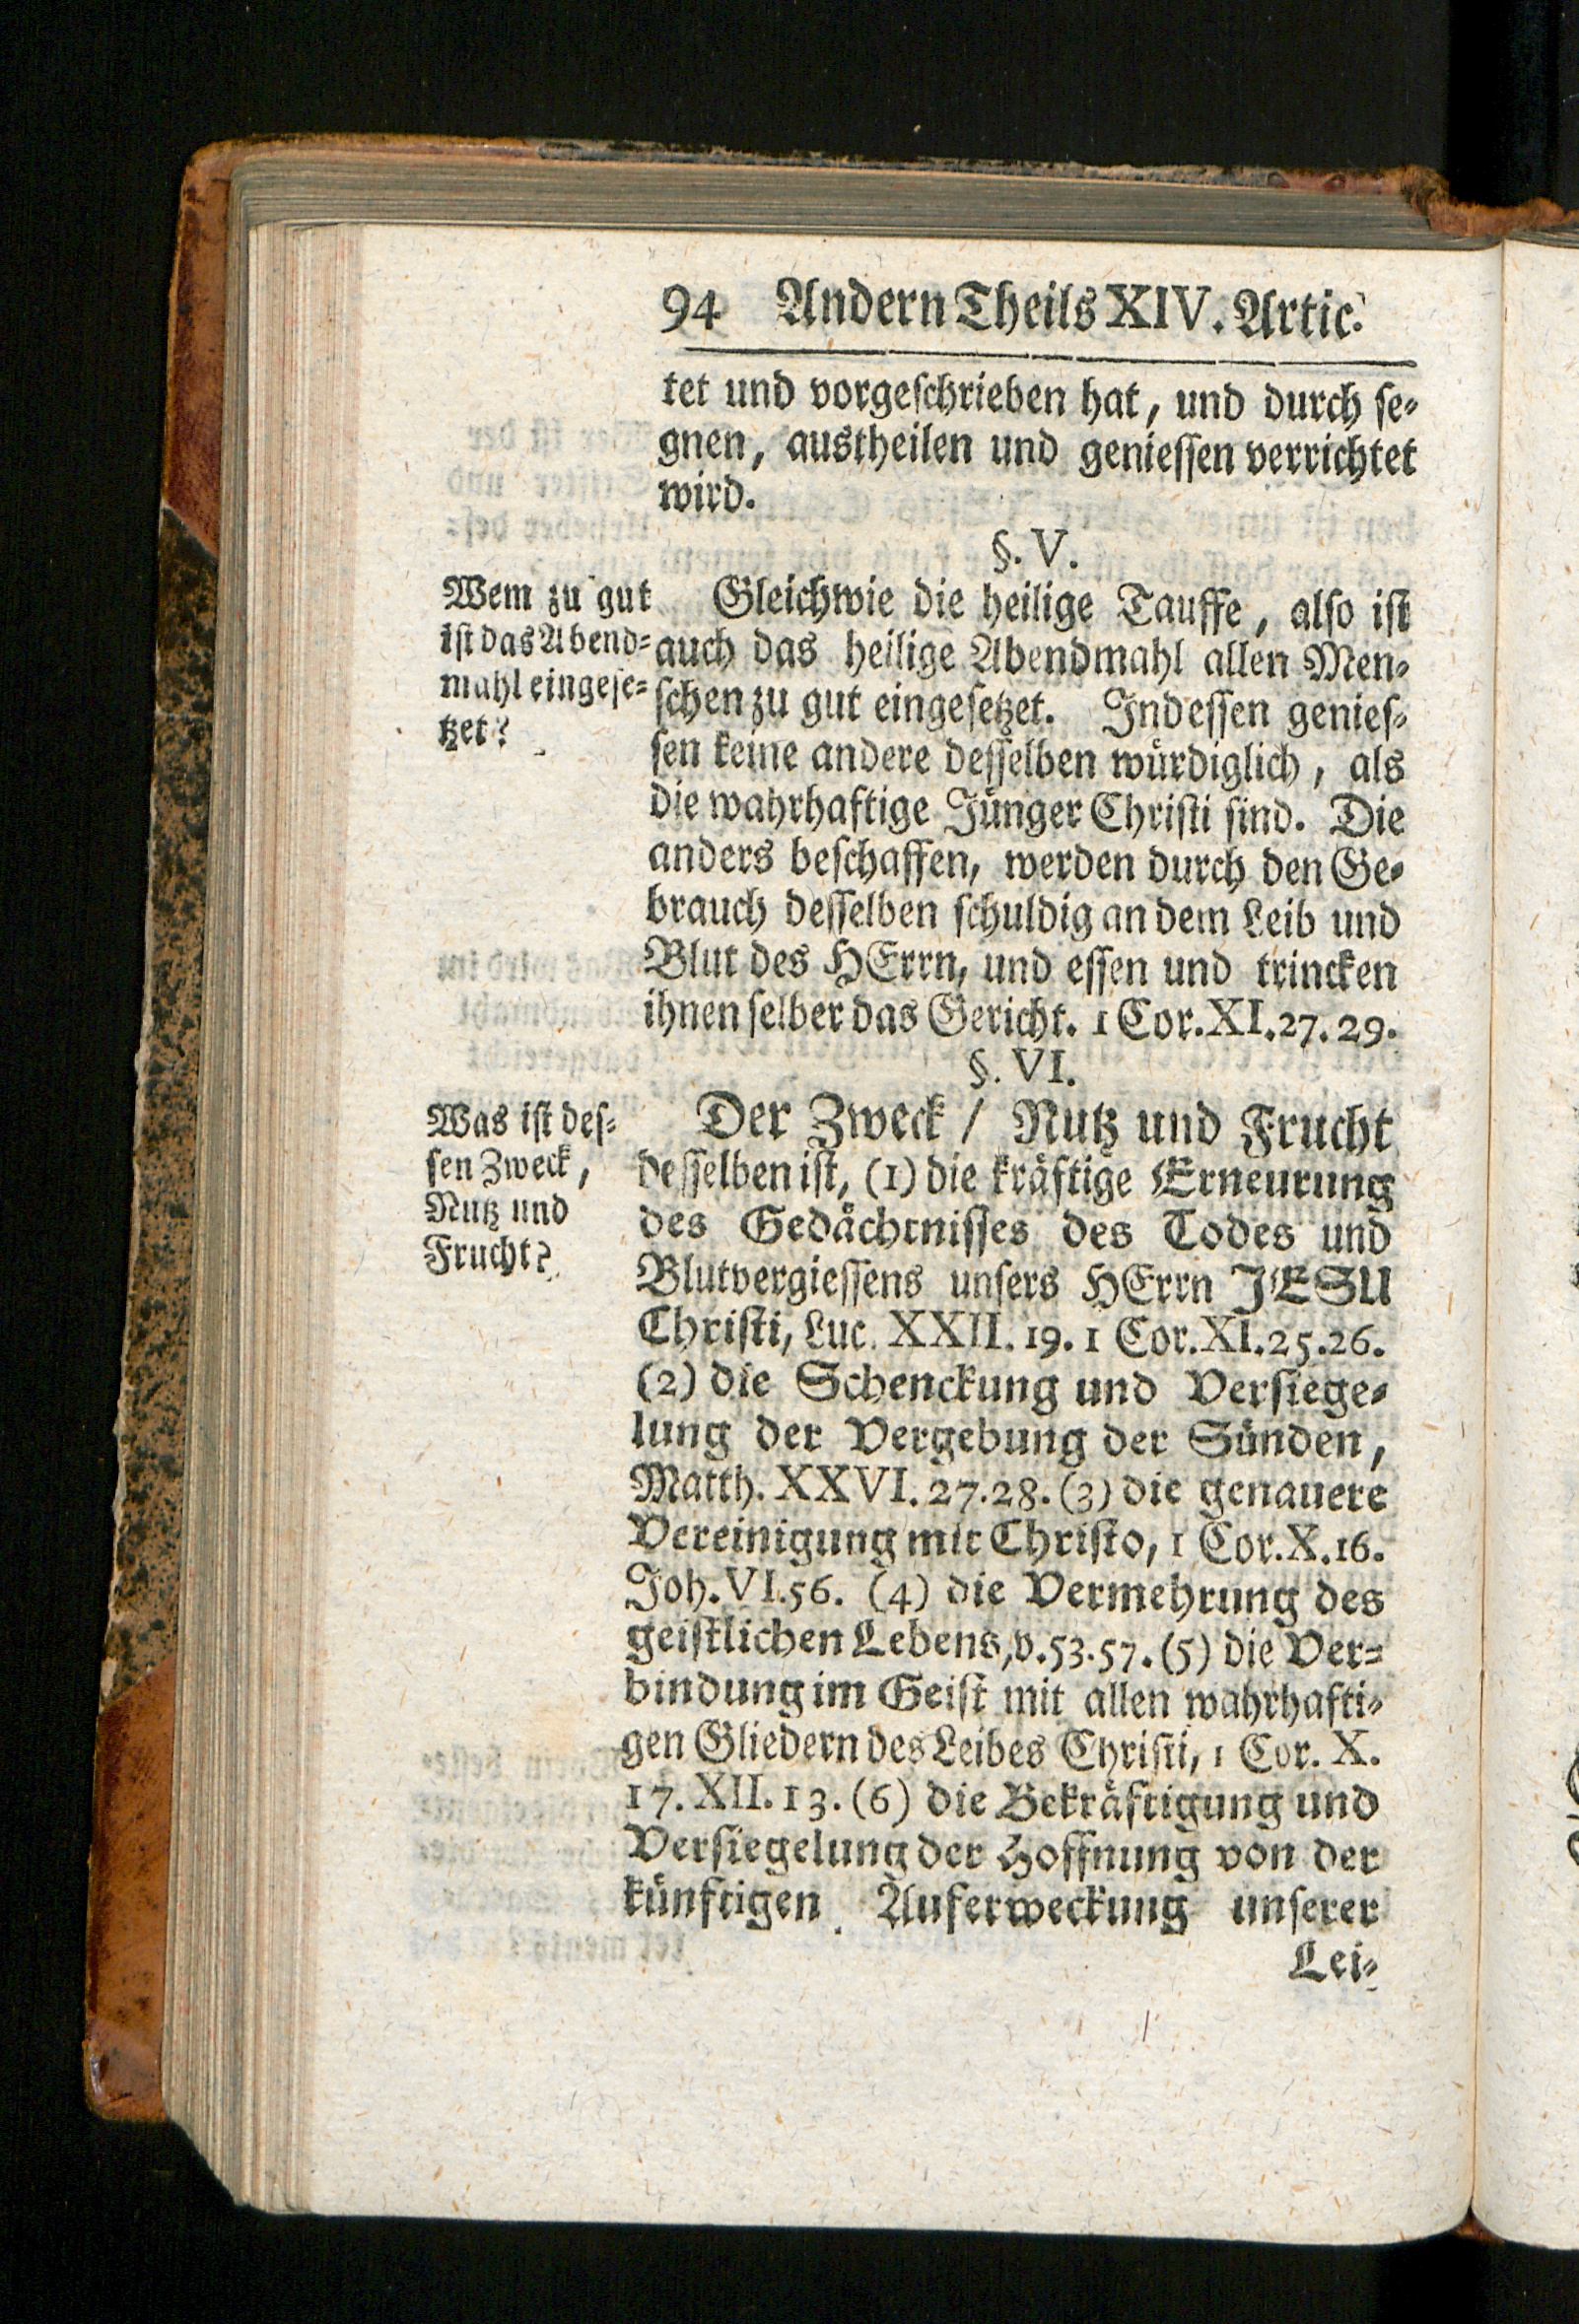 94 Andern Theils XIV. Artic.
tet und vorgeschrieben hat, und durch se-
gnen, austheilen und geniessen verrichtet
wird.
§. V.
Wem zu gut
ist das Abend-
mahl eingese-
tzet?
Gleichwie die heilige Tauffe, also ist
auch das heilige Abendmahl allen Men-
schen zu gut eingesetzet. Indessen genies-
sen keine andere desselben würdiglich, als
die wahrhaftige Jünger Christi sind. Die
anders beschaffen, werden durch den Ge-
brauch desselben schuldig an dem Leib und
Blut des HErrn, und essen und trincken
ihnen selber das Gericht. 1 Cor. XI. 27. 29.
§. VI.
Was ist des-
sen Zweck,
Nutz und
Frucht?
Der Zweck / Nutz und Frucht
desselben ist, (1) die kräftige Erneurung
des Gedächtnisses des Todes und
Blutvergiessens unsers HErrn JESU
Christi, Luc. XXII. 19. 1 Cor. XI. 25. 26.
(2) die Schenckung und Versiege-
lung der Vergebung der Sünden,
Matth. XXVI. 27. 28. (3) die genauere
Vereinigung mit Christo, 1 Cor. X. 16.
Joh. VI. 56. (4) die Vermehrung des
geistlichen Lebens, v. 53. 57. (5) die Ver-
bindung im Geist mit allen wahrhafti-
gen Gliedern des Leibes Christi, 1 Cor. X.
17. XII. 13. (6) die Bekräftigung und
Versiegelung der Hoffnung von der
künftigen Auferweckung unserer
Lei-